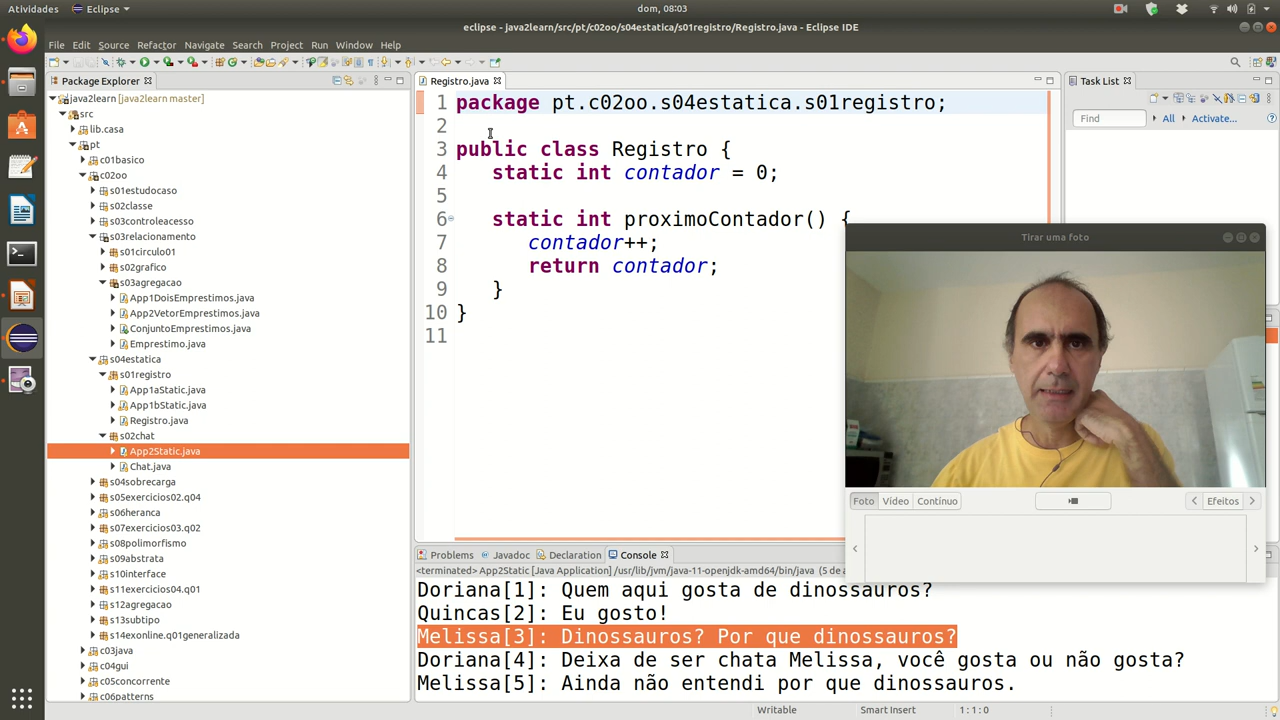 Atividades
Eclipse
dom, 08:03
eclipse - java2learn/src/pt/c02oo/s04estatica/s01registro/Registro.java - Eclipse IDE
File Edit Source Refactor Navigate Search Project Run Window Help
Package Explorer
java2learn [java2learn master]
src
lib.casa
pt
c01basico
c02oo
s01estudocaso
s02classe
s03controleacesso
s03relacionamento
s01circulo01
s02grafico
s03agregacao
App1DoisEmprestimos.java
App2VetorEmprestimos.java
ConjuntoEmprestimos.java
Emprestimo.java
s04estatica
s01registro
App1aStatic.java
App1bStatic.java
Registro.java
s02chat
App2Static.java
Chat.java
s04sobrecarga
s05exercicios02.q04
s06heranca
s07exercicios03.q02
s08polimorfismo
s09abstrata
s10interface
s11exercicios04.q01
s12agregacao
s13subtipo
s14exonline.q01generalizada
c03java
c04gui
c05concorrente
c06patterns
Registro.java
1 package pt.c02oo.s04estatica.s01registro;
2
3 public class Registro {
4 static int contador = 0;
5
6 static int proximoContador() {
7 contador++;
8 return contador;
9 }
10 }
11
Task List
Find
All
Activate...
Tirar uma foto
Foto Vídeo Contínuo
Efeitos
Problems Javadoc Declaration Console
<terminated> App2Static [Java Application] /usr/lib/jvm/java-11-openjdk-amd64/bin/java (5 de a
Doriana[1]: Quem aqui gosta de dinossauros?
Quincas[2]: Eu gosto!
Melissa[3]: Dinossauros? Por que dinossauros?
Doriana[4]: Deixa de ser chata Melissa, você gosta ou não gosta?
Melissa[5]: Ainda não entendi por que dinossauros.
Writable
Smart Insert
1 : 1 : 0